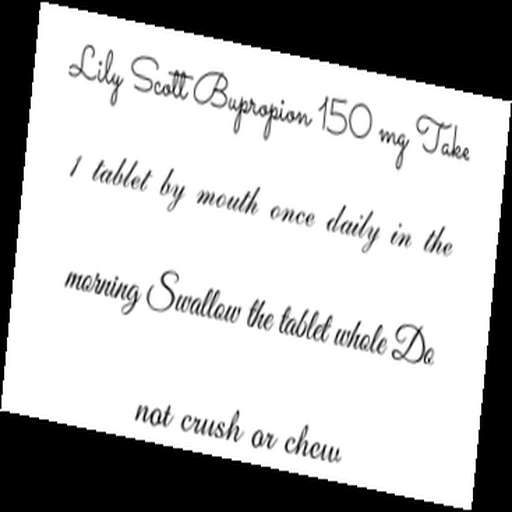 Lily Scott Bupropion 150 mg Take
1 tablet by mouth once daily in the
morning Swallow the tablet whole Do
not crush or chew